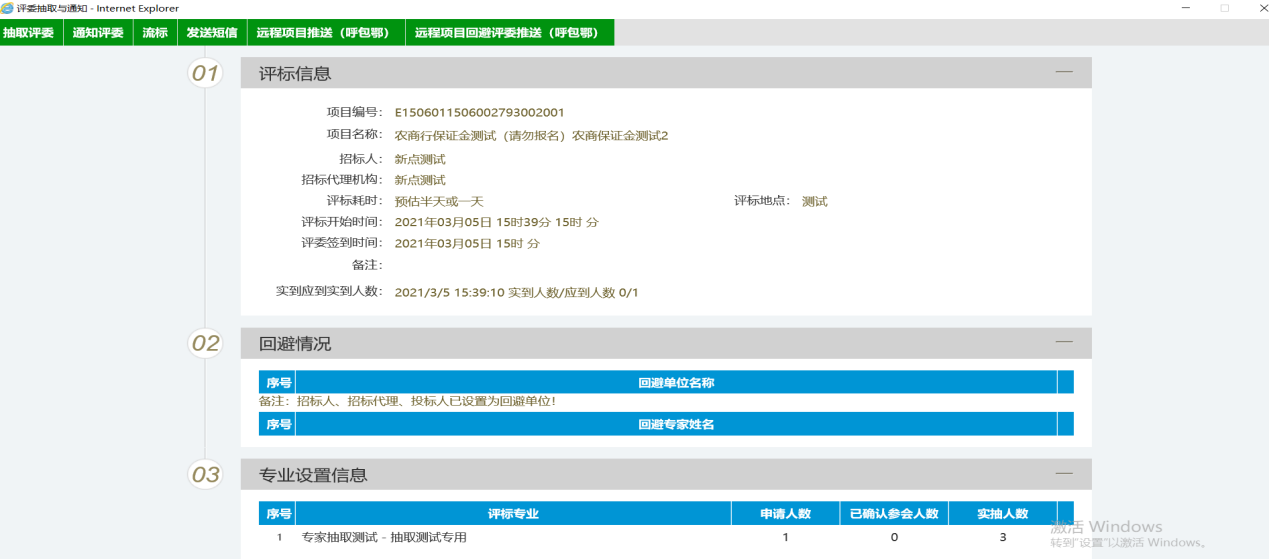 评委抽取与通知 - Internet Explorer
抽取评委 通知评委 流标 发送短信 远程项目推送（呼包鄂） 远程项目回避评委推送（呼包鄂）
01 评标信息
项目编号： E1506011506002793002001
项目名称： 农商行保证金测试（请勿报名）农商保证金测试2
招标人： 新点测试
招标代理机构： 新点测试
评标耗时： 预估半天或一天 评标地点： 测试
评标开始时间： 2021年03月05日 15时39分 15时 分
评委签到时间： 2021年03月05日 15时 分
备注：
实到应到实到人数： 2021/3/5 15:39:10 实到人数/应到人数 0/1
02 回避情况
序号 回避单位名称
备注：招标人、招标代理、投标人已设置为回避单位！
序号 回避专家姓名
03 专业设置信息
序号 评标专业 申请人数 已确认参会人数 实抽人数
1 专家抽取测试 - 抽取测试专用 1 0 3
激活 Windows
转到"设置"以激活 Windows。